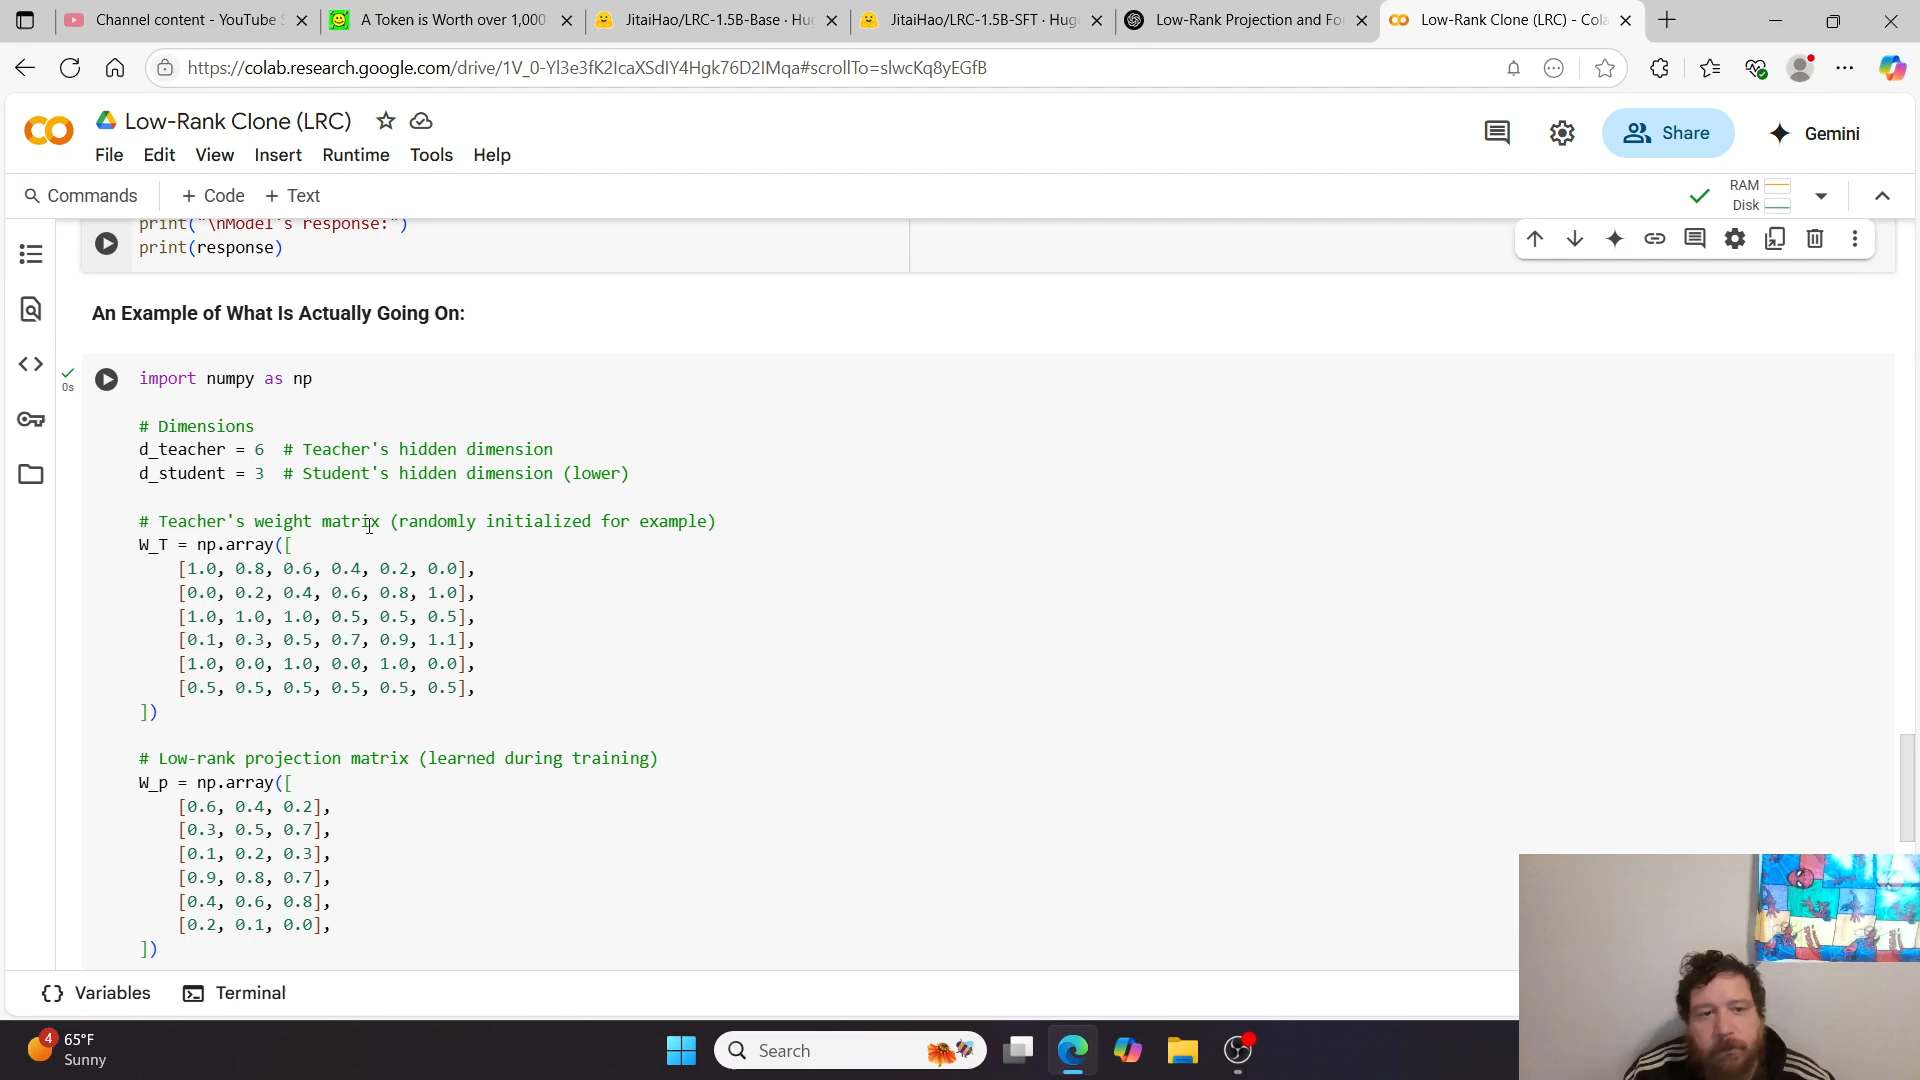 Channel content - YouTube S
A Token is Worth over 1,000
JitaiHao/LRC-1.5B-Base · Hug
JitaiHao/LRC-1.5B-SFT · Hugg
Low-Rank Projection and For
Low-Rank Clone (LRC) - Cola
https://colab.research.google.com/drive/1V_0-Yl3e3fK2IcaXSdIY4Hgk76D2IMqa#scrollTo=slwcKq8yEGfB
Low-Rank Clone (LRC)
File Edit View Insert Runtime Tools Help
Share
Gemini
Commands + Code + Text
RAM
Disk
print("\nModel's response:")
print(response)
An Example of What Is Actually Going On:
0s
import numpy as np
# Dimensions
d_teacher = 6 # Teacher's hidden dimension
d_student = 3 # Student's hidden dimension (lower)
# Teacher's weight matrix (randomly initialized for example)
W_T = np.array([
[1.0, 0.8, 0.6, 0.4, 0.2, 0.0],
[0.0, 0.2, 0.4, 0.6, 0.8, 1.0],
[1.0, 1.0, 1.0, 0.5, 0.5, 0.5],
[0.1, 0.3, 0.5, 0.7, 0.9, 1.1],
[1.0, 0.0, 1.0, 0.0, 1.0, 0.0],
[0.5, 0.5, 0.5, 0.5, 0.5, 0.5],
])
# Low-rank projection matrix (learned during training)
W_p = np.array([
[0.6, 0.4, 0.2],
[0.3, 0.5, 0.7],
[0.1, 0.2, 0.3],
[0.9, 0.8, 0.7],
[0.4, 0.6, 0.8],
[0.2, 0.1, 0.0],
])
{} Variables
Terminal
4
65°F
Sunny
Search